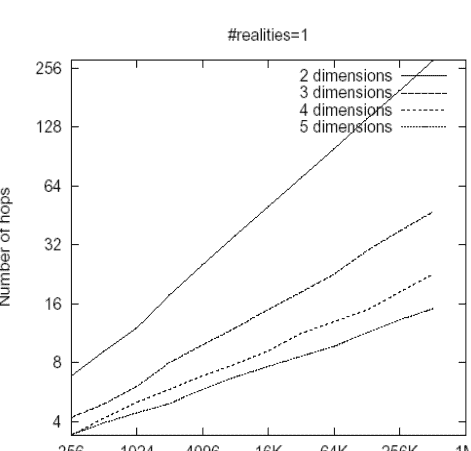 #realities=1
256
128
64
32
16
8
4
Number of hops
2 dimensions
3 dimensions
4 dimensions
5 dimensions
256 1024 4096 16K 64K 256K 1M